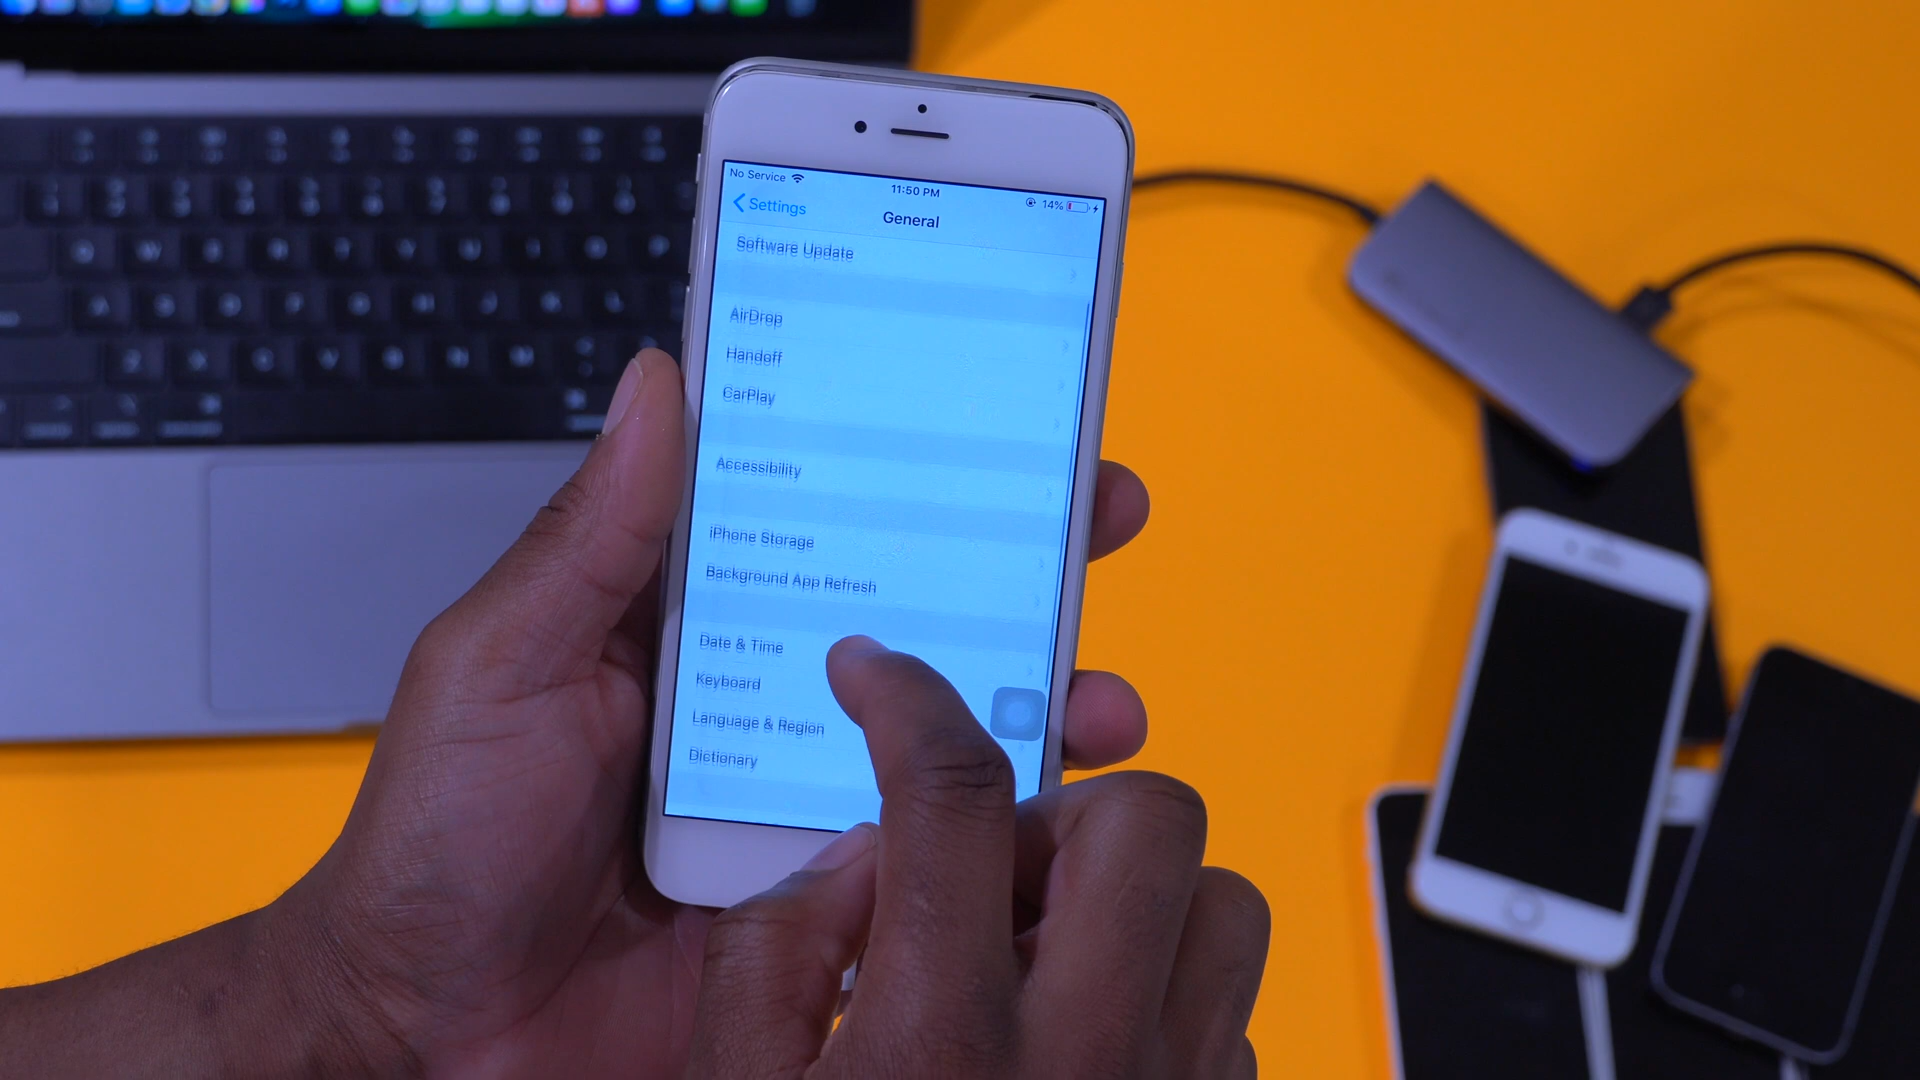 No Service
11:50 PM
14%
Settings
General
Software Update
AirDrop
Handoff
CarPlay
Accessibility
iPhone Storage
Background App Refresh
Date & Time
Keyboard
Language & Region
Dictionary